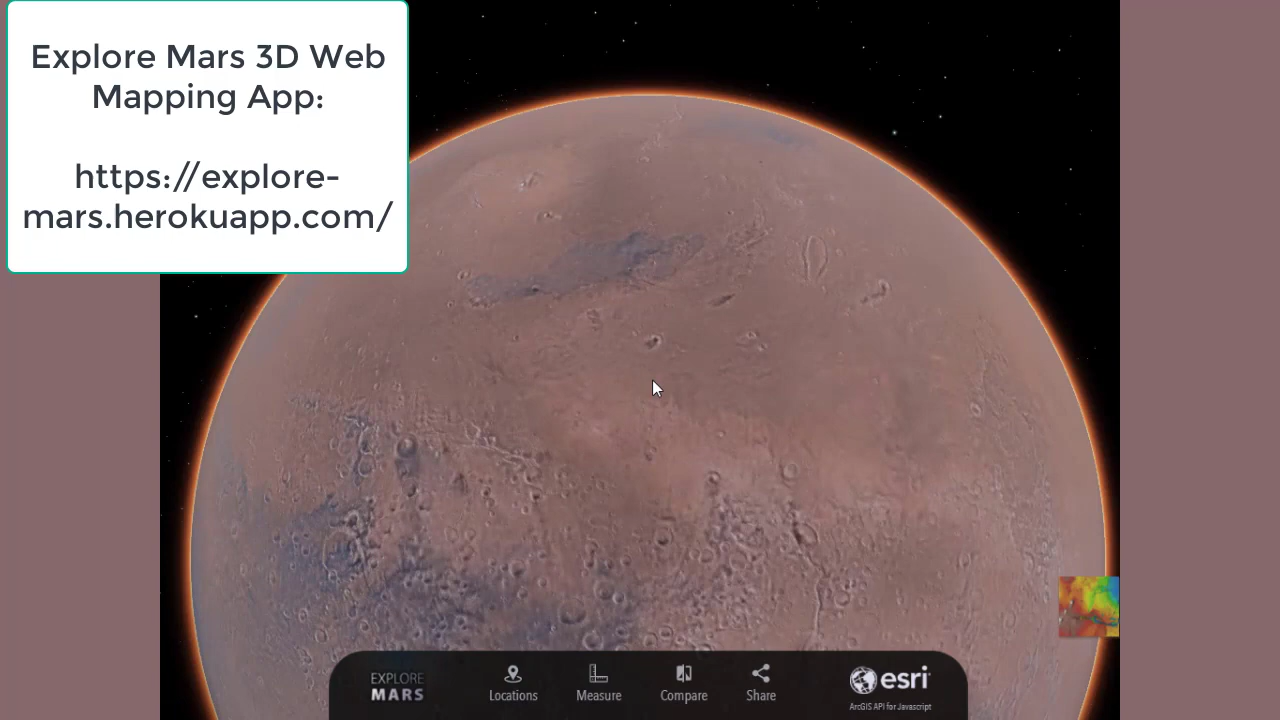 Explore Mars 3D Web
Mapping App:
https://explore-
mars.herokuapp.com/
EXPLORE
MARS
Locations
Measure
Compare
Share
esri
ArcGIS API for Javascript